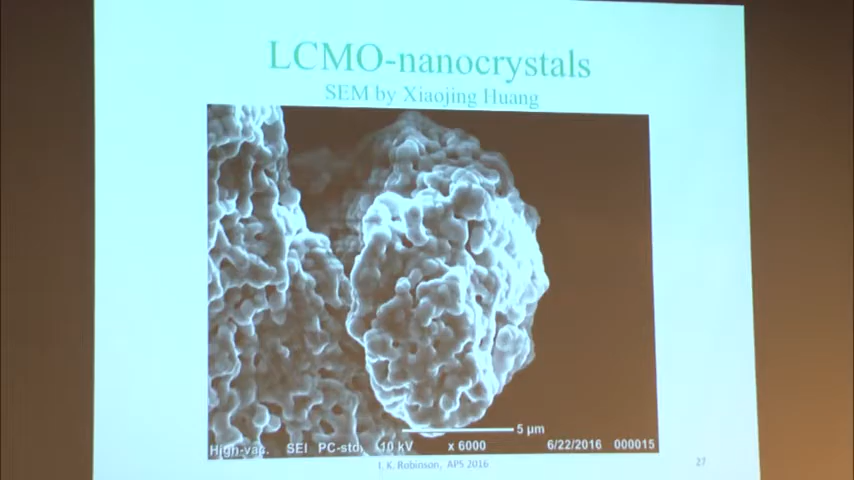 LCMO-nanocrystals
SEM by Xiaojing Huang
5 µm
High-vac. SEI PC-std. 10 kV x 6000 6/22/2016 000015
I. K. Robinson, APS 2016 27